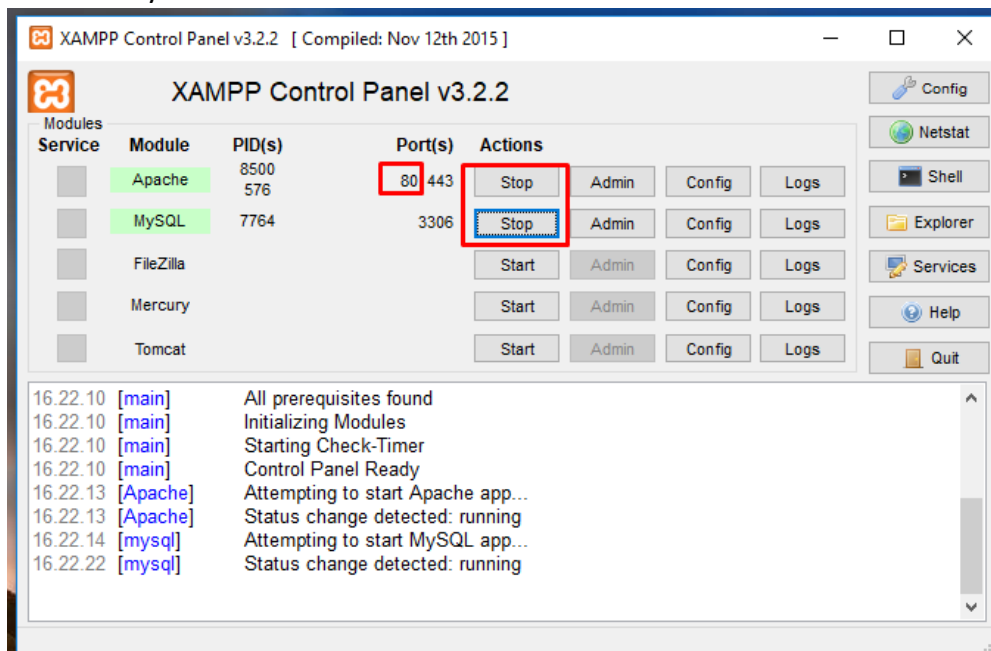 XAMPP Control Panel v3.2.2 [ Compiled: Nov 12th 2015 ]
XAMPP Control Panel v3.2.2
Config
Modules
Service Module PID(s) Port(s) Actions
Netstat
Apache 8500 576 80, 443 Stop Admin Config Logs
Shell
MySQL 7764 3306 Stop Admin Config Logs
Explorer
FileZilla Start Admin Config Logs
Services
Mercury Start Admin Config Logs
Help
Tomcat Start Admin Config Logs
Quit
16.22.10 [main] All prerequisites found
16.22.10 [main] Initializing Modules
16.22.10 [main] Starting Check-Timer
16.22.10 [main] Control Panel Ready
16.22.13 [Apache] Attempting to start Apache app...
16.22.13 [Apache] Status change detected: running
16.22.14 [mysql] Attempting to start MySQL app...
16.22.22 [mysql] Status change detected: running